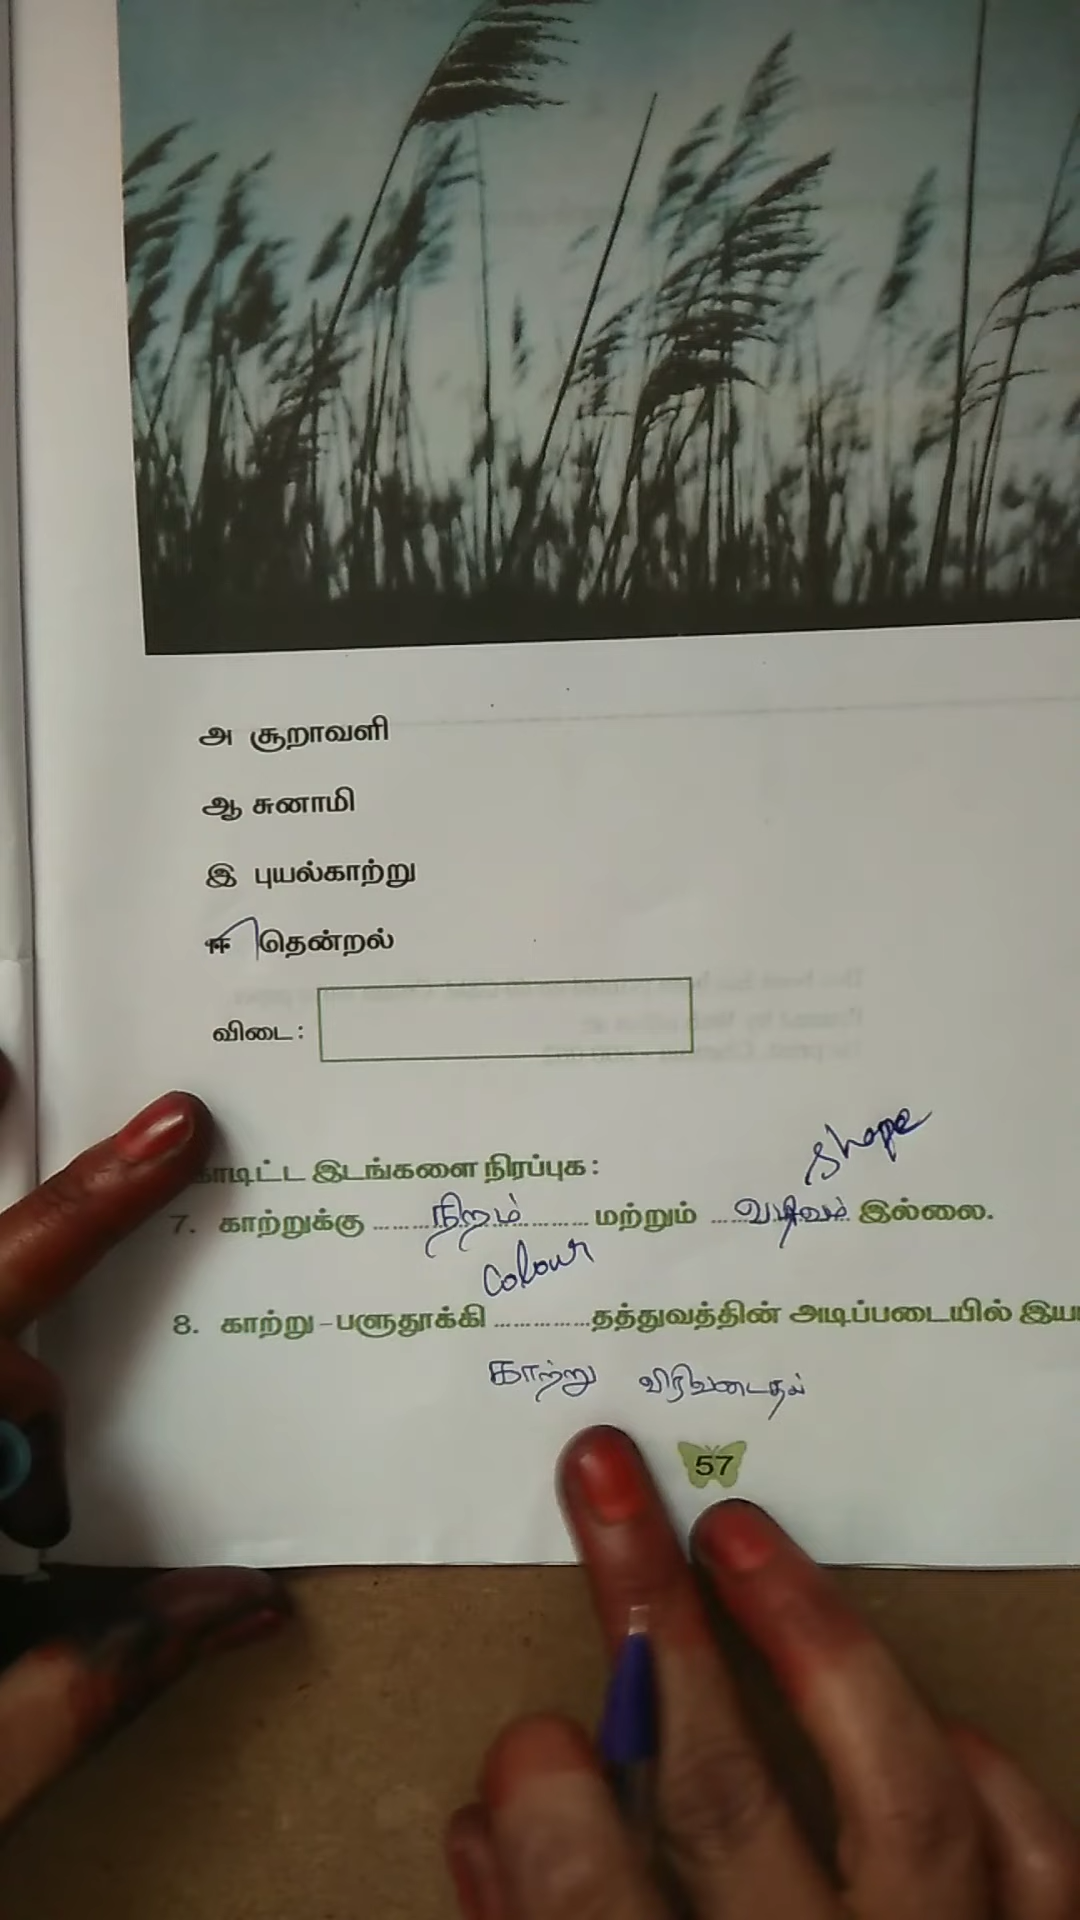 அ சூறாவளி
ஆ சுனாமி
இ புயல்காற்று
ஈ தென்றல்
விடை:
கோடிட்ட இடங்களை நிரப்புக:
shape
7. காற்றுக்கு ........ நிறம் ........ மற்றும் ... வடிவம் ... இல்லை.
colour
8. காற்று – பளுதூக்கி ............. தத்துவத்தின் அடிப்படையில்
காற்று விரிவடைதல்
57